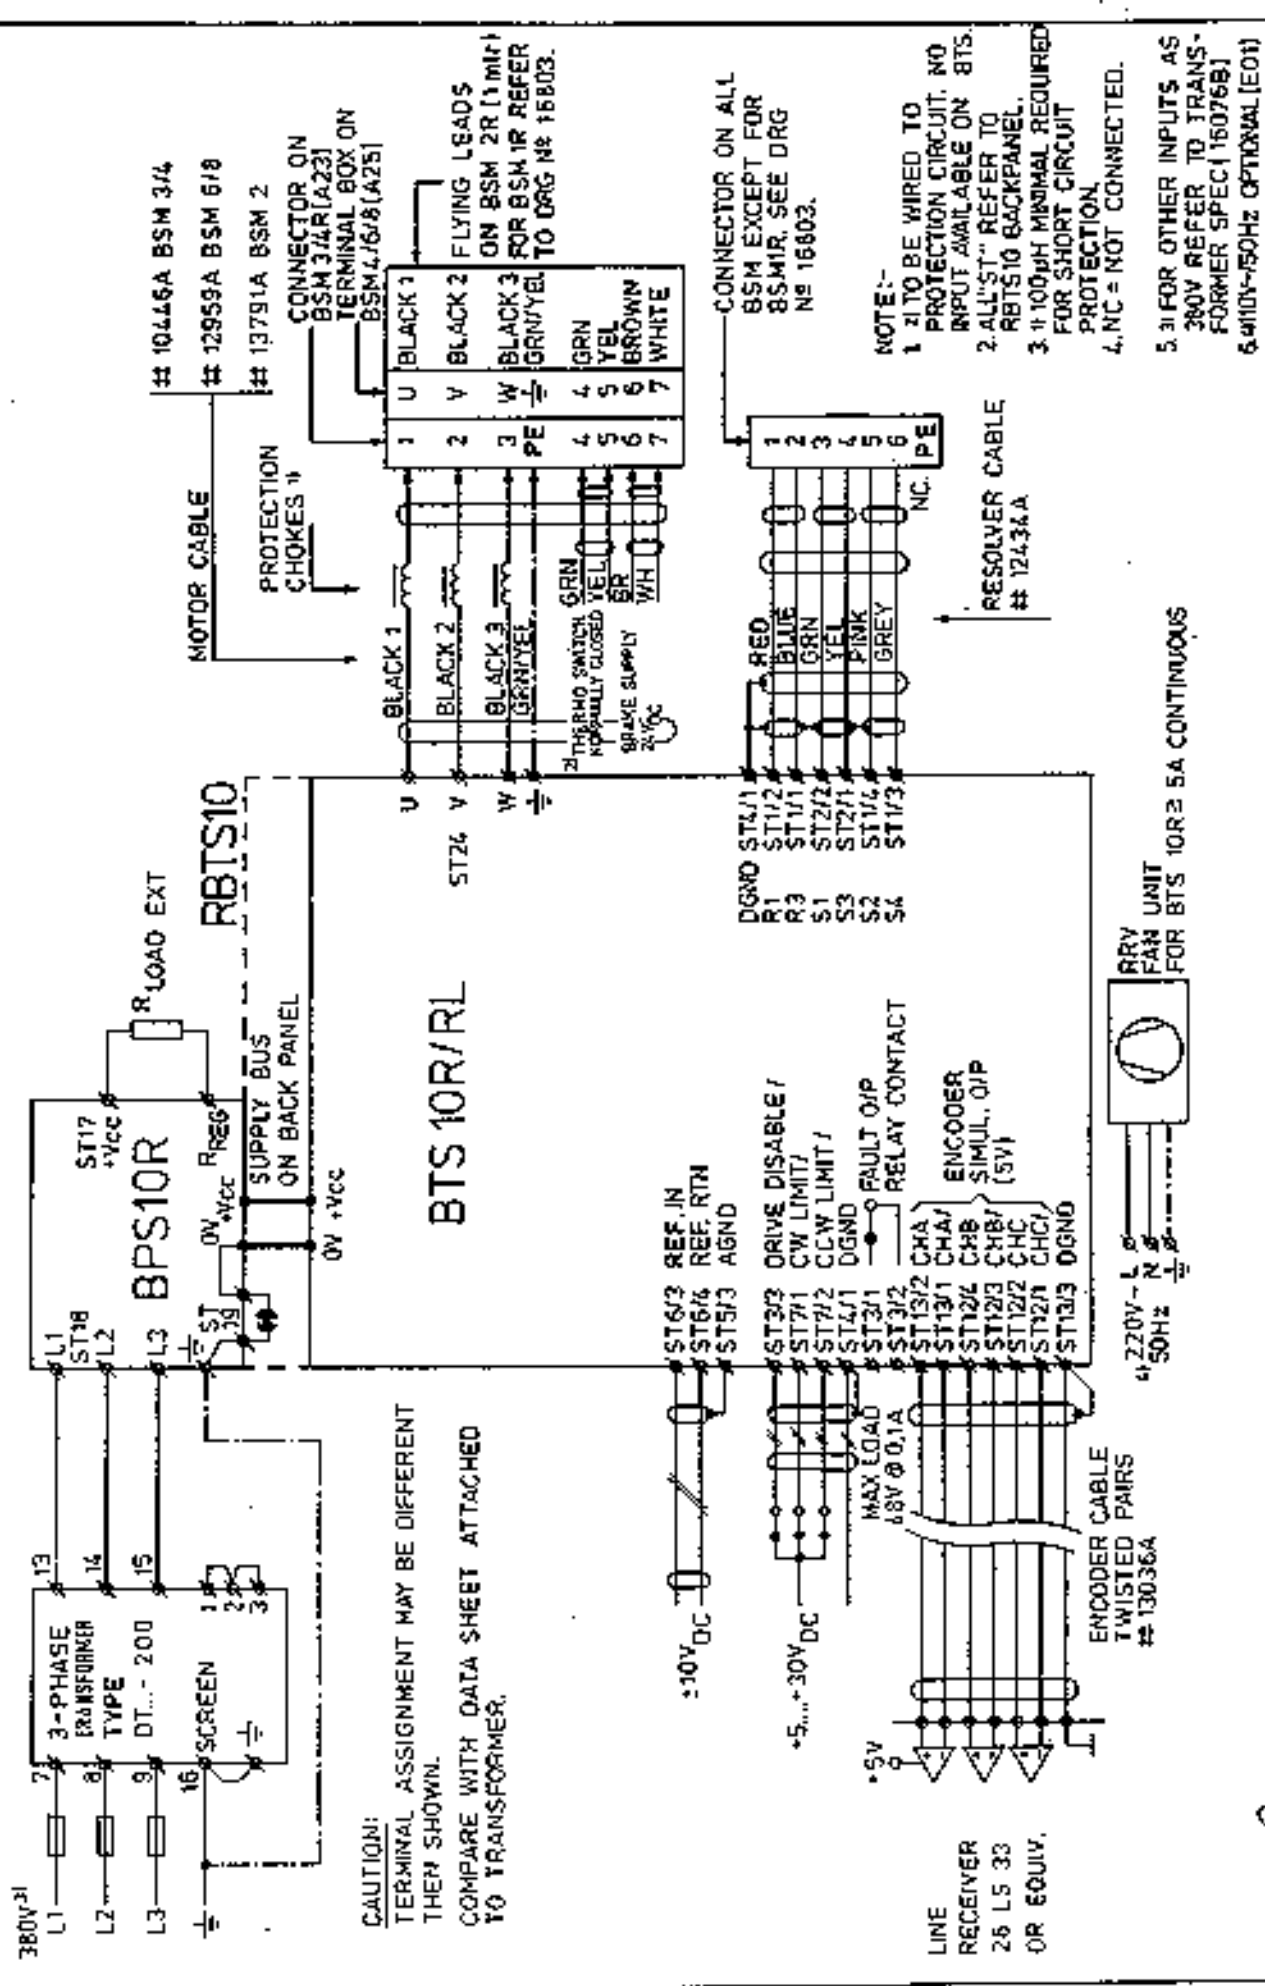 380V 3)
L1
L2
L3
7
8
9
16
3-PHASE
TRANSFORMER
TYPE
DT...- 200
SCREEN
13
14
15
1
2
3
CAUTION:
TERMINAL ASSIGNMENT MAY BE DIFFERENT
THEN SHOWN.
COMPARE WITH DATA SHEET ATTACHED
TO TRANSFORMER.
L1
ST18
L2
L3
ST
19
BPS10R
ST17
+Vcc
RREG
0V
+Vcc
RLOAD EXT
RBTS10
SUPPLY BUS
ON BACK PANEL
0V +Vcc
BTS 10R/RL
MOTOR CABLE
# 10446A BSM 3/4
# 12959A BSM 6/8
# 13791A BSM 2
PROTECTION
CHOKES 1)
CONNECTOR ON
BSM 3/4R(A23)
TERMINAL BOX ON
BSM4/6/8(A25)
FLYING LEADS
ON BSM 2R (1 mtr)
FOR BSM 1R REFER
TO DRG Nº 16803.
U
V
W
ST24
BLACK 1
BLACK 2
BLACK 3
GRN/YEL
2) THERMO SWITCH
NORMALLY CLOSED
BRAKE SUPPLY
24VDC
GRN
YEL
BR
WH
1 U BLACK 1
2 V BLACK 2
3 W BLACK 3
PE GRN/YEL
4 4 GRN
5 5 YEL
6 6 BROWN
7 7 WHITE
CONNECTOR ON ALL
BSM EXCEPT FOR
BSM1R, SEE DRG
Nº 16803.
1
2
3
4
5
6
PE
NC.
RESOLVER CABLE
# 12434A
RED
BLUE
GRN
YEL
PINK
GREY
DGND ST4/1
R1 ST1/2
R3 ST1/1
S1 ST2/2
S3 ST2/1
S2 ST1/4
S4 ST1/3
NOTE:-
1. 2) TO BE WIRED TO
PROTECTION CIRCUIT. NO
INPUT AVAILABLE ON BTS.
2. ALL "ST" REFER TO
RBTS10 BACKPANEL.
3. 1) 100µH MINIMAL REQUIRED
FOR SHORT CIRCUIT
PROTECTION.
4. NC = NOT CONNECTED.
5. 3) FOR OTHER INPUTS AS
380V REFER TO TRANS-
FORMER SPEC( 16076B)
6. 4) 110V~/50Hz OPTIONAL (E01)
±10VDC
+5....+30VDC
ST6/3 REF. IN
ST6/4 REF. RTN
ST5/3 AGND
ST3/3 DRIVE DISABLE/
ST7/1 CW LIMIT/
ST7/2 CCW LIMIT/
ST4/1 DGND
ST3/1 FAULT O/P
ST3/2 RELAY CONTACT
MAX LOAD
48V @ 0,1A
ST13/2 CHA
ST13/1 CHA/
ST12/4 CHB
ST12/3 CHB/
ST12/2 CHC
ST12/1 CHC/
ST13/3 DGND
ENCODER
SIMUL. O/P
(5V)
+5V
LINE
RECEIVER
26 LS 33
OR EQUIV.
ENCODER CABLE
TWISTED PAIRS
# 13036A
4) 220V~ L
50Hz N
RRV
FAN UNIT
FOR BTS 10R ≥ 5A CONTINUOUS